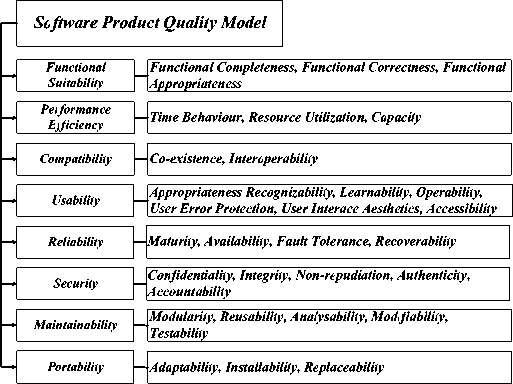 Software Product Quality Model
Functional
Suitability
Functional Completeness, Functional Correctness, Functional
Appropriateness
Performance
Efficiency
Time Behaviour, Resource Utilization, Capacity
Compatibility
Co-existence, Interoperability
Usability
Appropriateness Recognizability, Learnability, Operability,
User Error Protection, User Interace Aesthetics, Accessibility
Reliability
Maturity, Availability, Fault Tolerance, Recoverability
Security
Confidentiality, Integrity, Non-repudiation, Authenticity,
Accountability
Maintainability
Modularity, Reusability, Analysability, Modifiability,
Testability
Portability
Adaptability, Installability, Replaceability